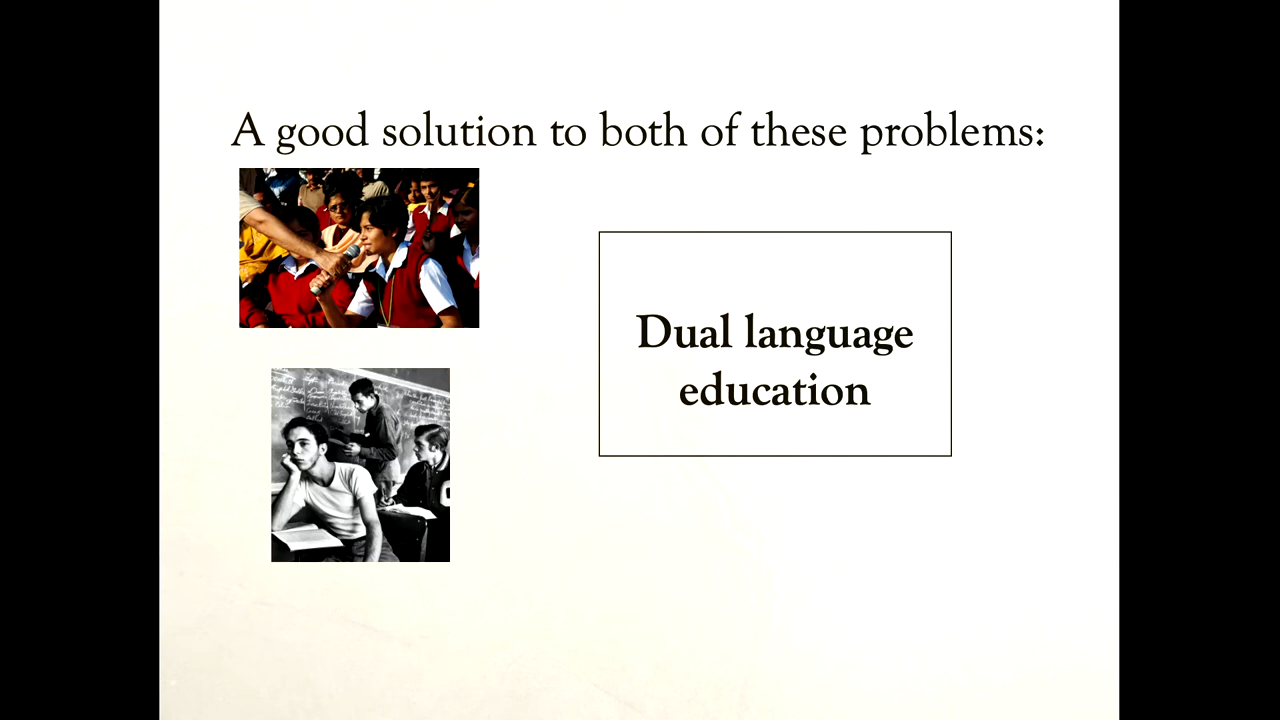 A good solution to both of these problems:
Dual language
education